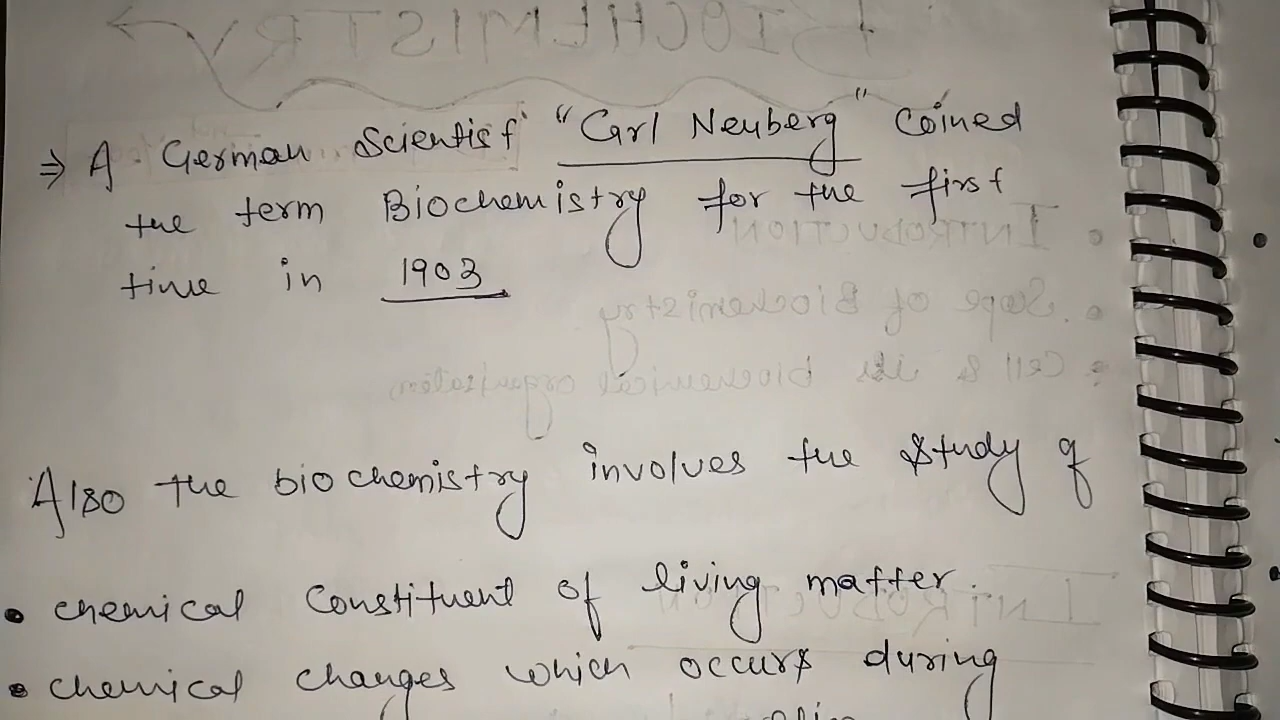 ⇒ A German Scientist "Carl Neuberg" Coined
the term Biochemistry for the first
time in 1903
Also the biochemistry involves the study of
• chemical Constituent of living matter.
• chemical changes which occurs during